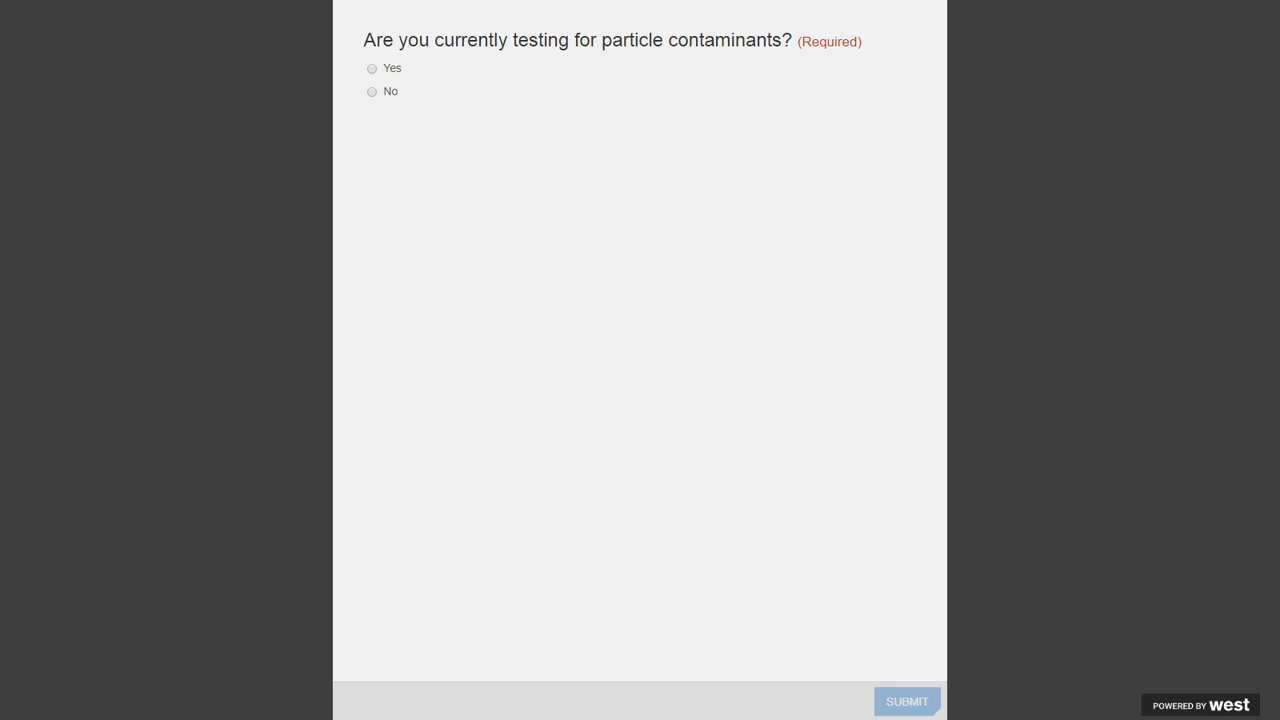 Are you currently testing for particle contaminants? (Required)
Yes
No
SUBMIT
POWERED BY west